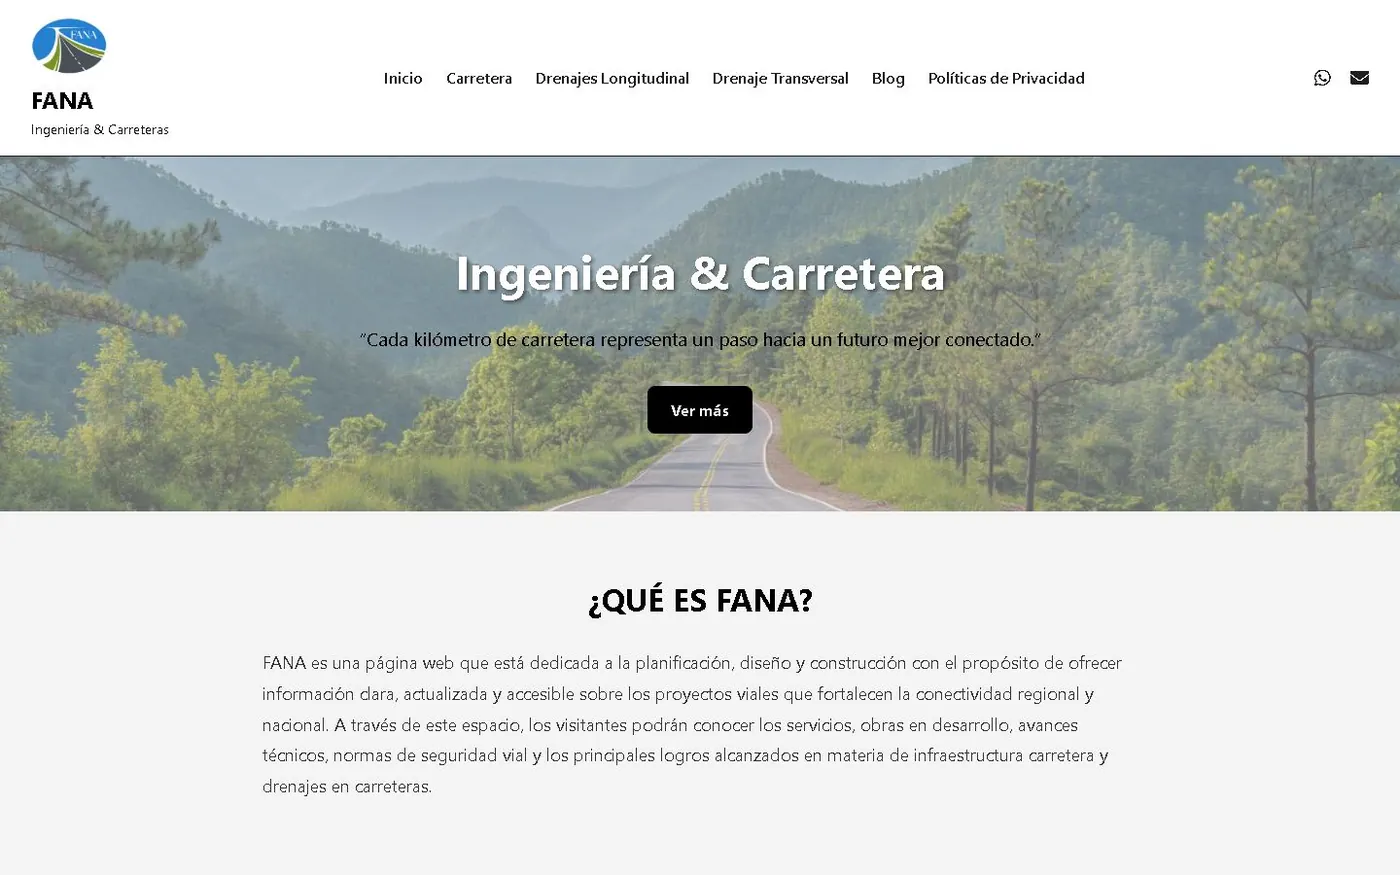 FANA
FANA
Ingeniería & Carreteras
Inicio
Carretera
Drenajes Longitudinal
Drenaje Transversal
Blog
Políticas de Privacidad
Ingeniería & Carretera
“Cada kilómetro de carretera representa un paso hacia un futuro mejor conectado.”
Ver más
¿QUÉ ES FANA?
FANA es una página web que está dedicada a la planificación, diseño y construcción con el propósito de ofrecer
información clara, actualizada y accesible sobre los proyectos viales que fortalecen la conectividad regional y
nacional. A través de este espacio, los visitantes podrán conocer los servicios, obras en desarrollo, avances
técnicos, normas de seguridad vial y los principales logros alcanzados en materia de infraestructura carretera y
drenajes en carreteras.